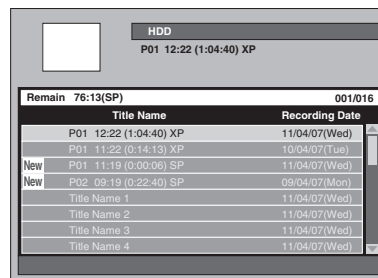 HDD
P01 12:22 (1:04:40) XP
Remain 76:13(SP) 001/016
Title Name Recording Date
P01 12:22 (1:04:40) XP 11/04/07(Wed)
P01 11:22 (0:14:13) XP 10/04/07(Tue)
New P01 11:19 (0:00:06) SP 11/04/07(Wed)
New P02 09:19 (0:22:40) SP 09/04/07(Mon)
Title Name 1 11/04/07(Wed)
Title Name 2 11/04/07(Wed)
Title Name 3 11/04/07(Wed)
Title Name 4 11/04/07(Wed)